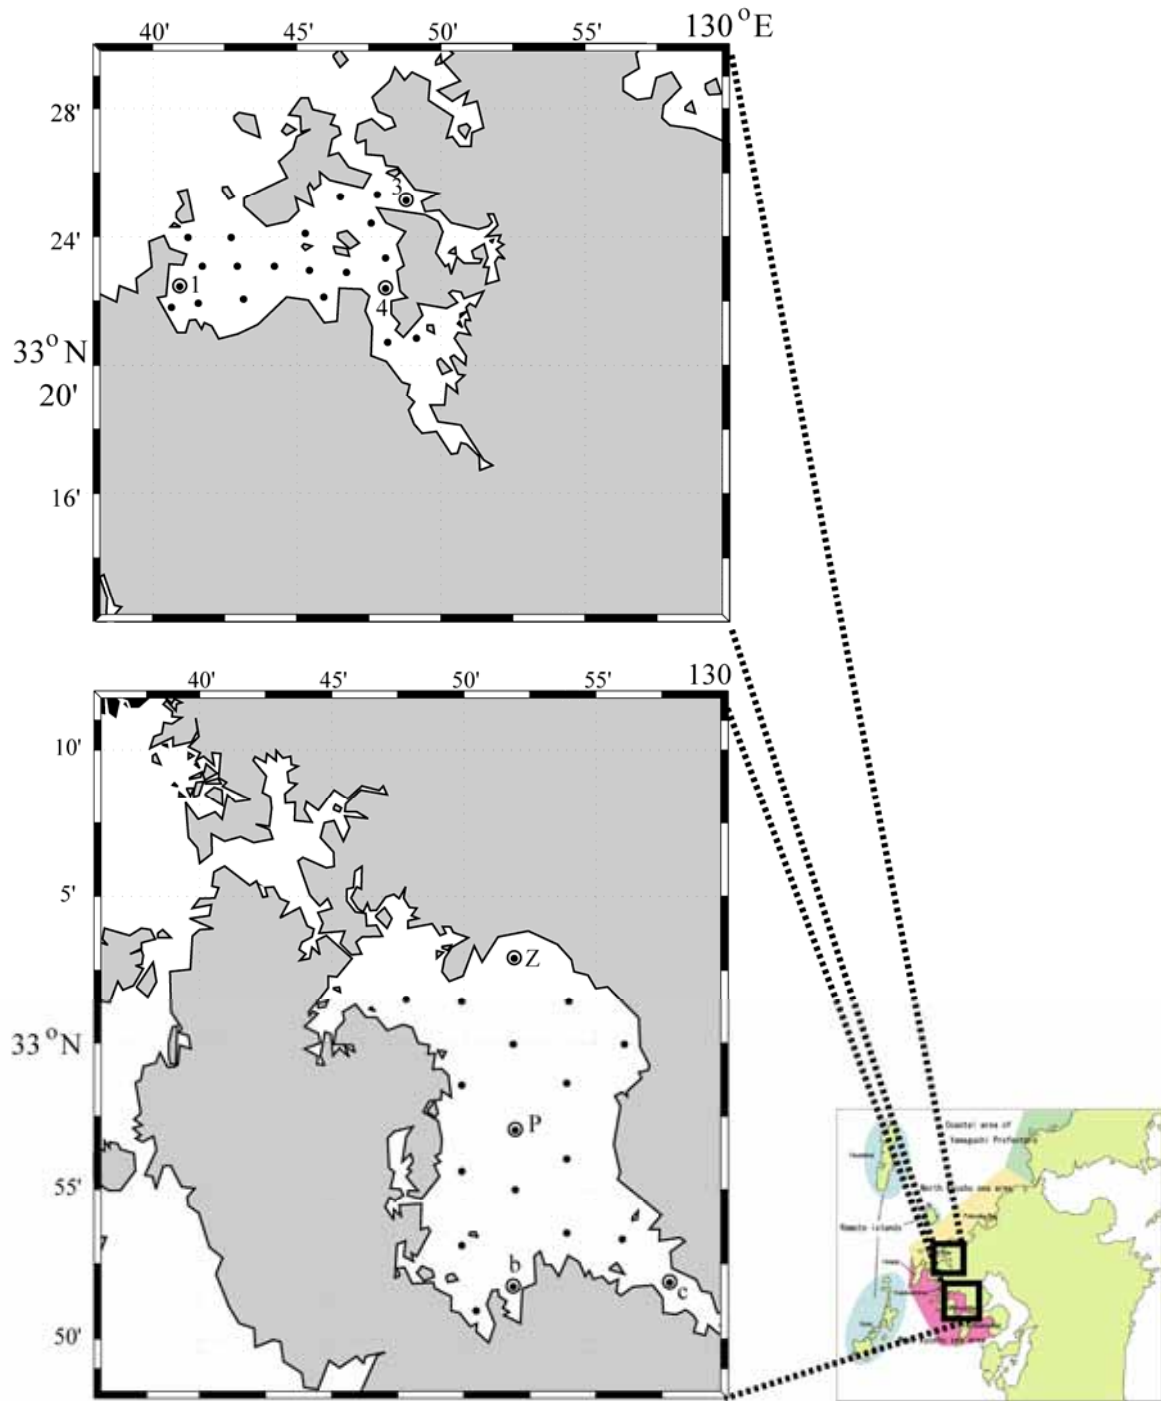 40' 45' 50' 130°E
55'
28'
3
24'
1
4
33°N
20'
16'
40' 45' 50' 55' 130
10'
5'
Z
33°N
P
55'
b
c
50'
Coastal area of
Yamaguchi Prefecture
North Kyushu sea area
Remote islands